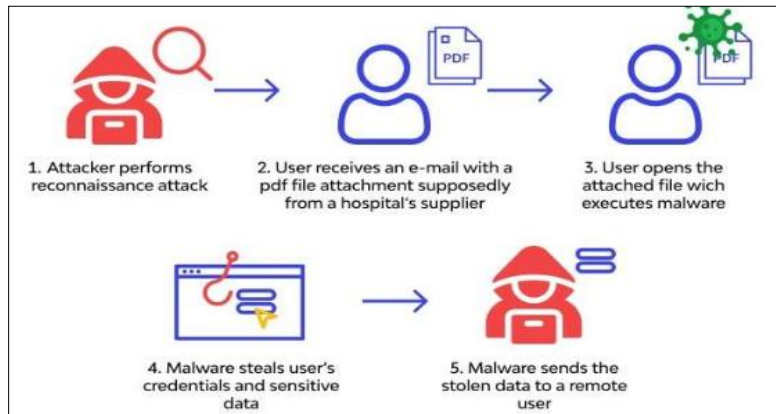 PDF
PDF
1. Attacker performs
reconnaissance attack
2. User receives an e-mail with a
pdf file attachment supposedly
from a hospital's supplier
3. User opens the
attached file wich
executes malware
4. Malware steals user's
credentials and sensitive
data
5. Malware sends the
stolen data to a remote
user